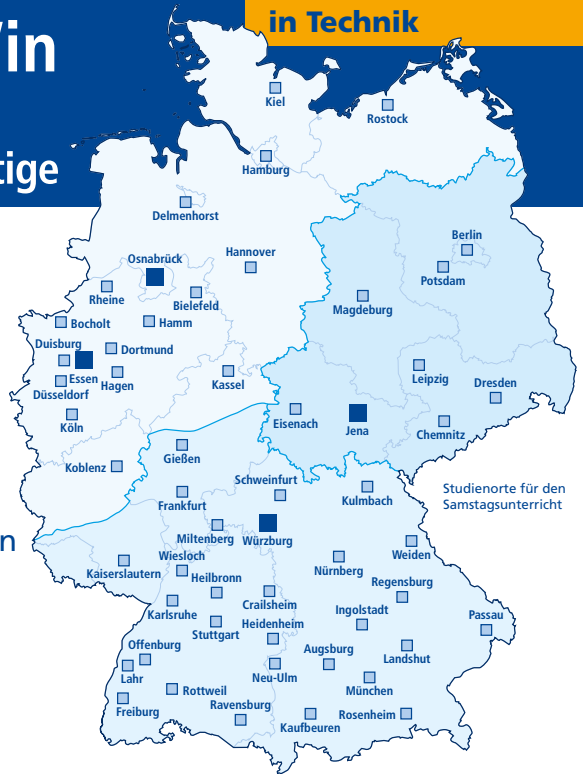 in Technik
in
tige
Kiel
Rostock
Hamburg
Delmenhorst
Berlin
Hannover
Osnabrück
Potsdam
Rheine
Bielefeld
Magdeburg
Bocholt
Hamm
Duisburg
Dortmund
Essen
Hagen
Düsseldorf
Kassel
Leipzig
Dresden
Köln
Eisenach
Jena
Chemnitz
Gießen
Koblenz
Schweinfurt
Kulmbach
Studienorte für den
Samstagsunterricht
Frankfurt
Miltenberg
Würzburg
n
Wiesloch
Weiden
Kaiserslautern
Heilbronn
Nürnberg
Regensburg
Karlsruhe
Crailsheim
Ingolstadt
Passau
Stuttgart
Heidenheim
Offenburg
Augsburg
Landshut
Lahr
Neu-Ulm
München
Rottweil
Freiburg
Ravensburg
Kaufbeuren
Rosenheim